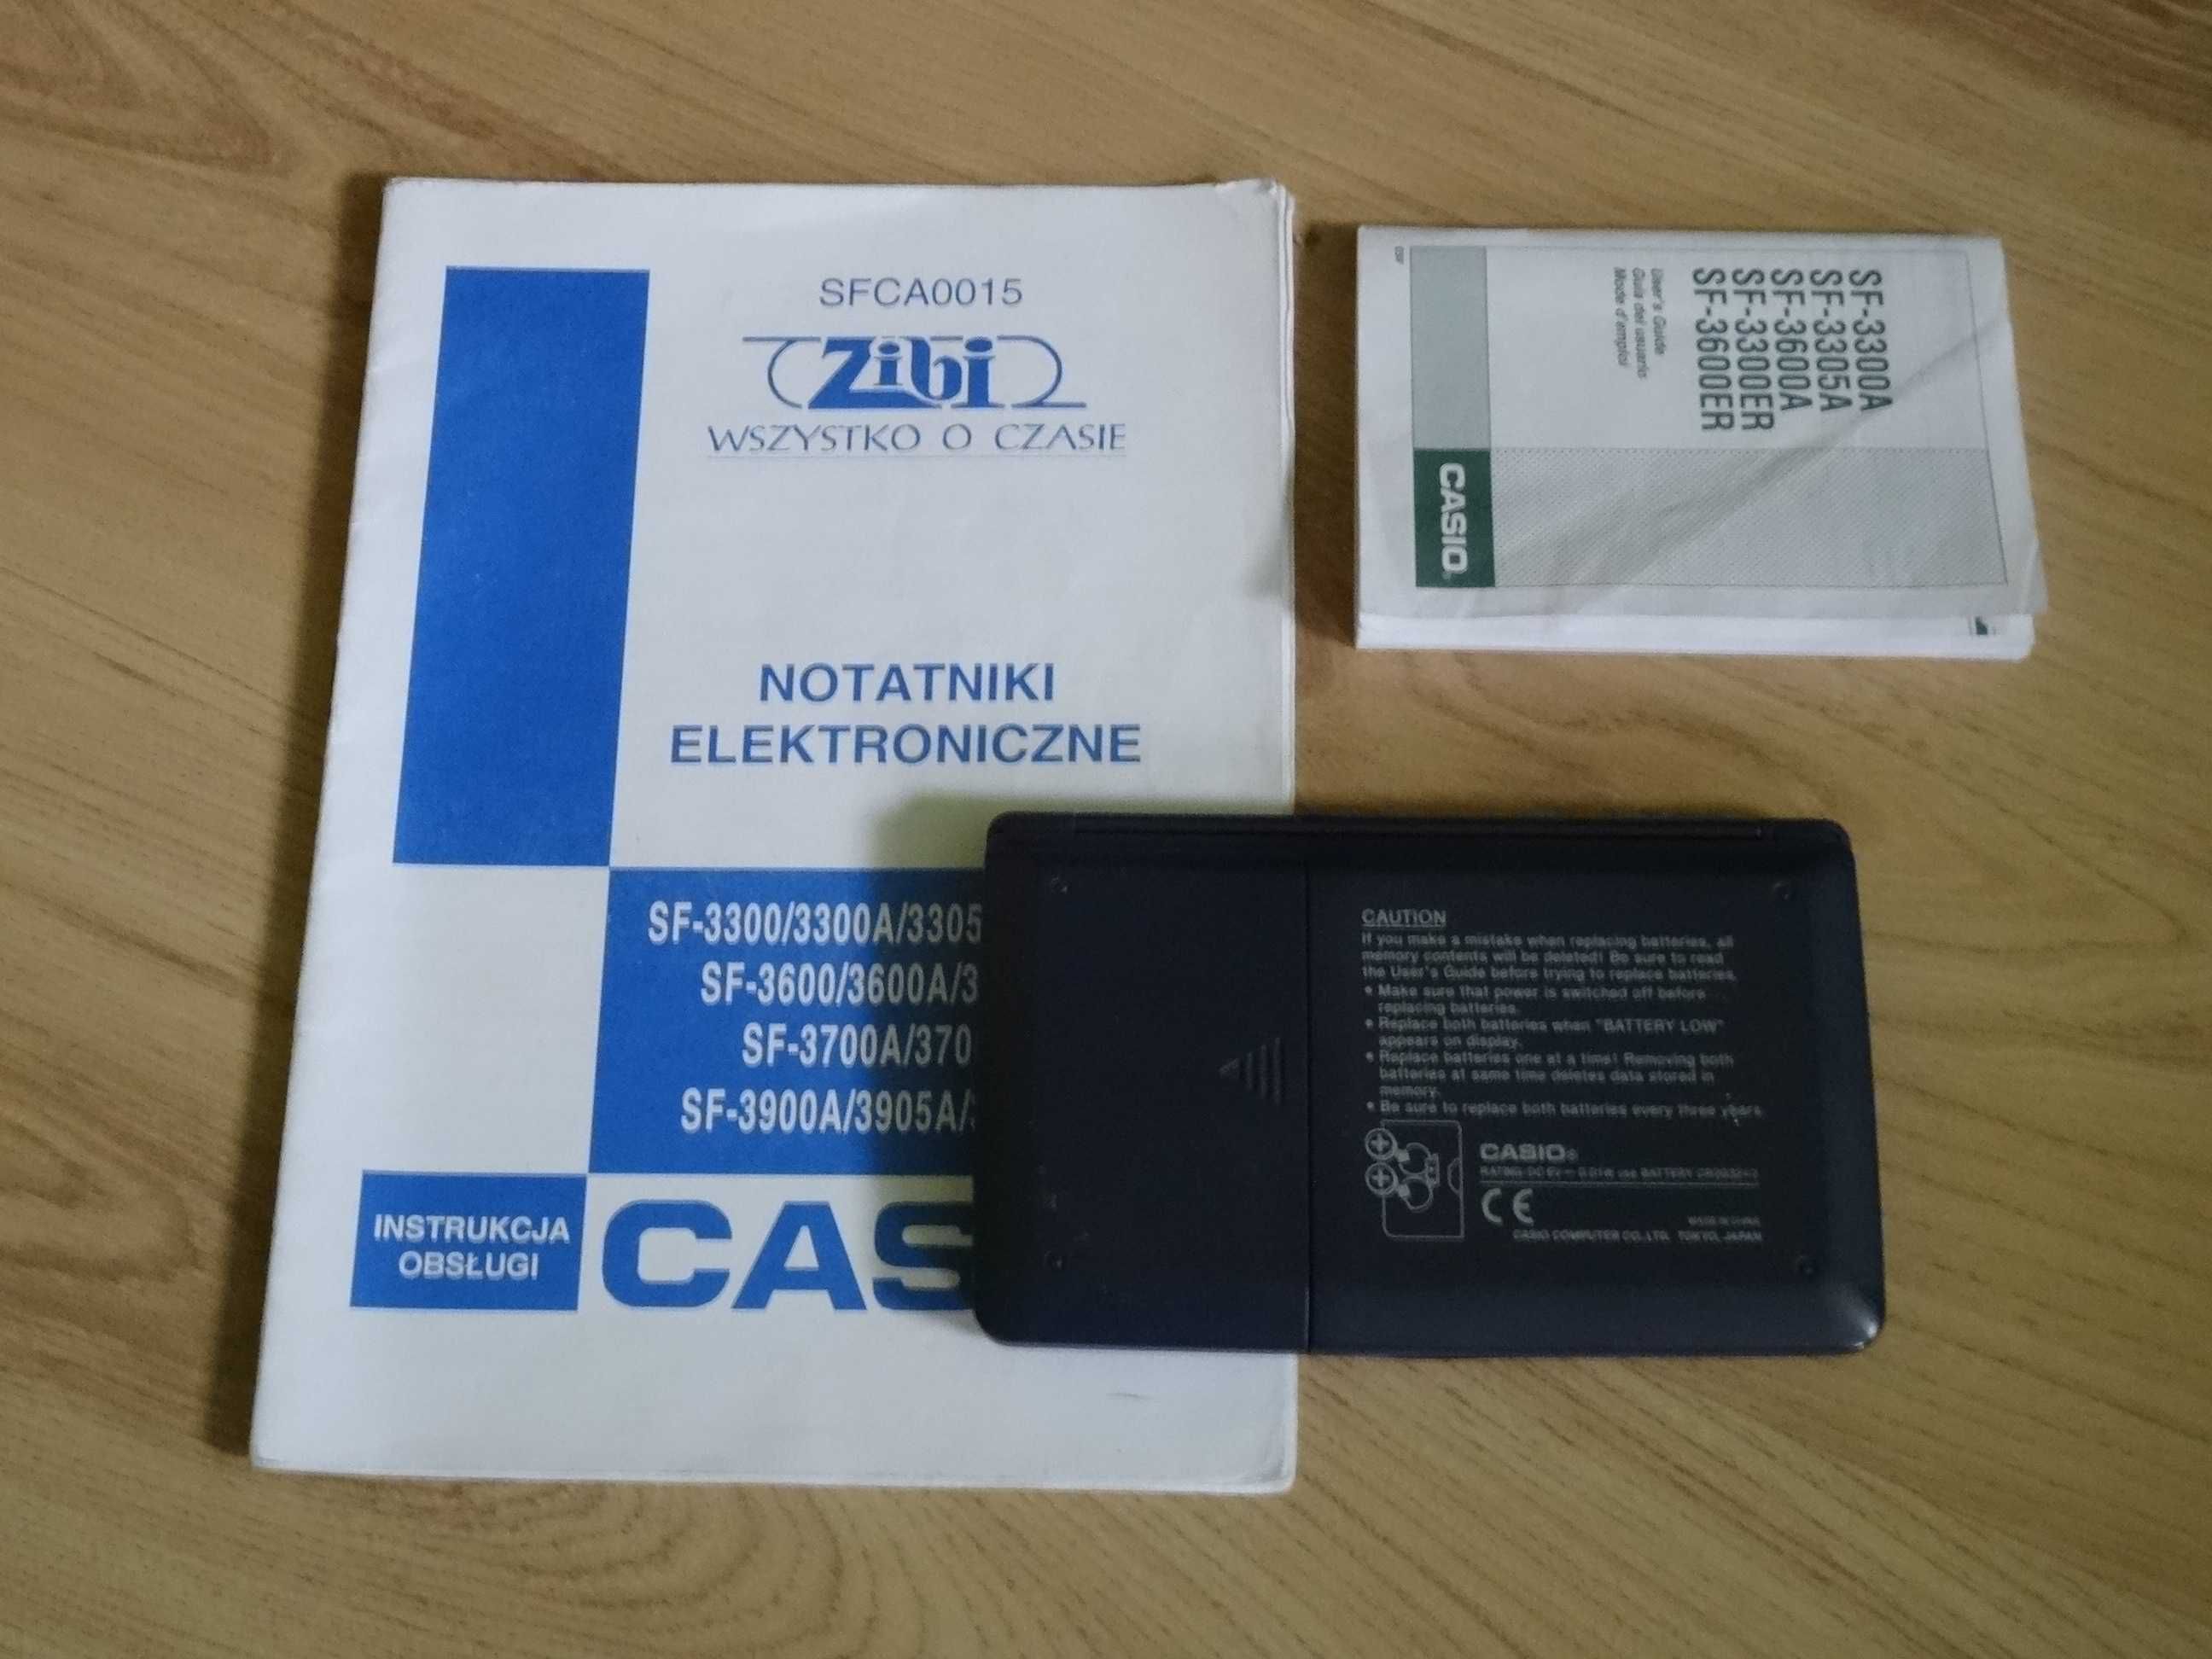 SFCA0015
Zibi
WSZYSTKO O CZASIE
NOTATNIKI
ELEKTRONICZNE
SF-3300/3300A/3305
SF-3600/3600A/3
SF-3700A/370
SF-3900A/3905A/
INSTRUKCJA
OBSŁUGI
CAS
SF-3300A
SF-3305A
SF-3600A
SF-3300ER
SF-3600ER
User's Guide
Guía del usuario
Mode d'emploi
CASIO
CAUTION
If you make a mistake when replacing batteries, all
memory contents will be deleted! Be sure to read
the User's Guide before trying to replace batteries.
• Make sure that power is switched off before
replacing batteries.
• Replace both batteries when "BATTERY LOW"
appears on display.
• Replace batteries one at a time! Removing both
batteries at same time deletes data stored in
memory.
• Be sure to replace both batteries every three years.
CASIO®
CE
MADE IN CHINA
CASIO COMPUTER CO., LTD. TOKYO, JAPAN